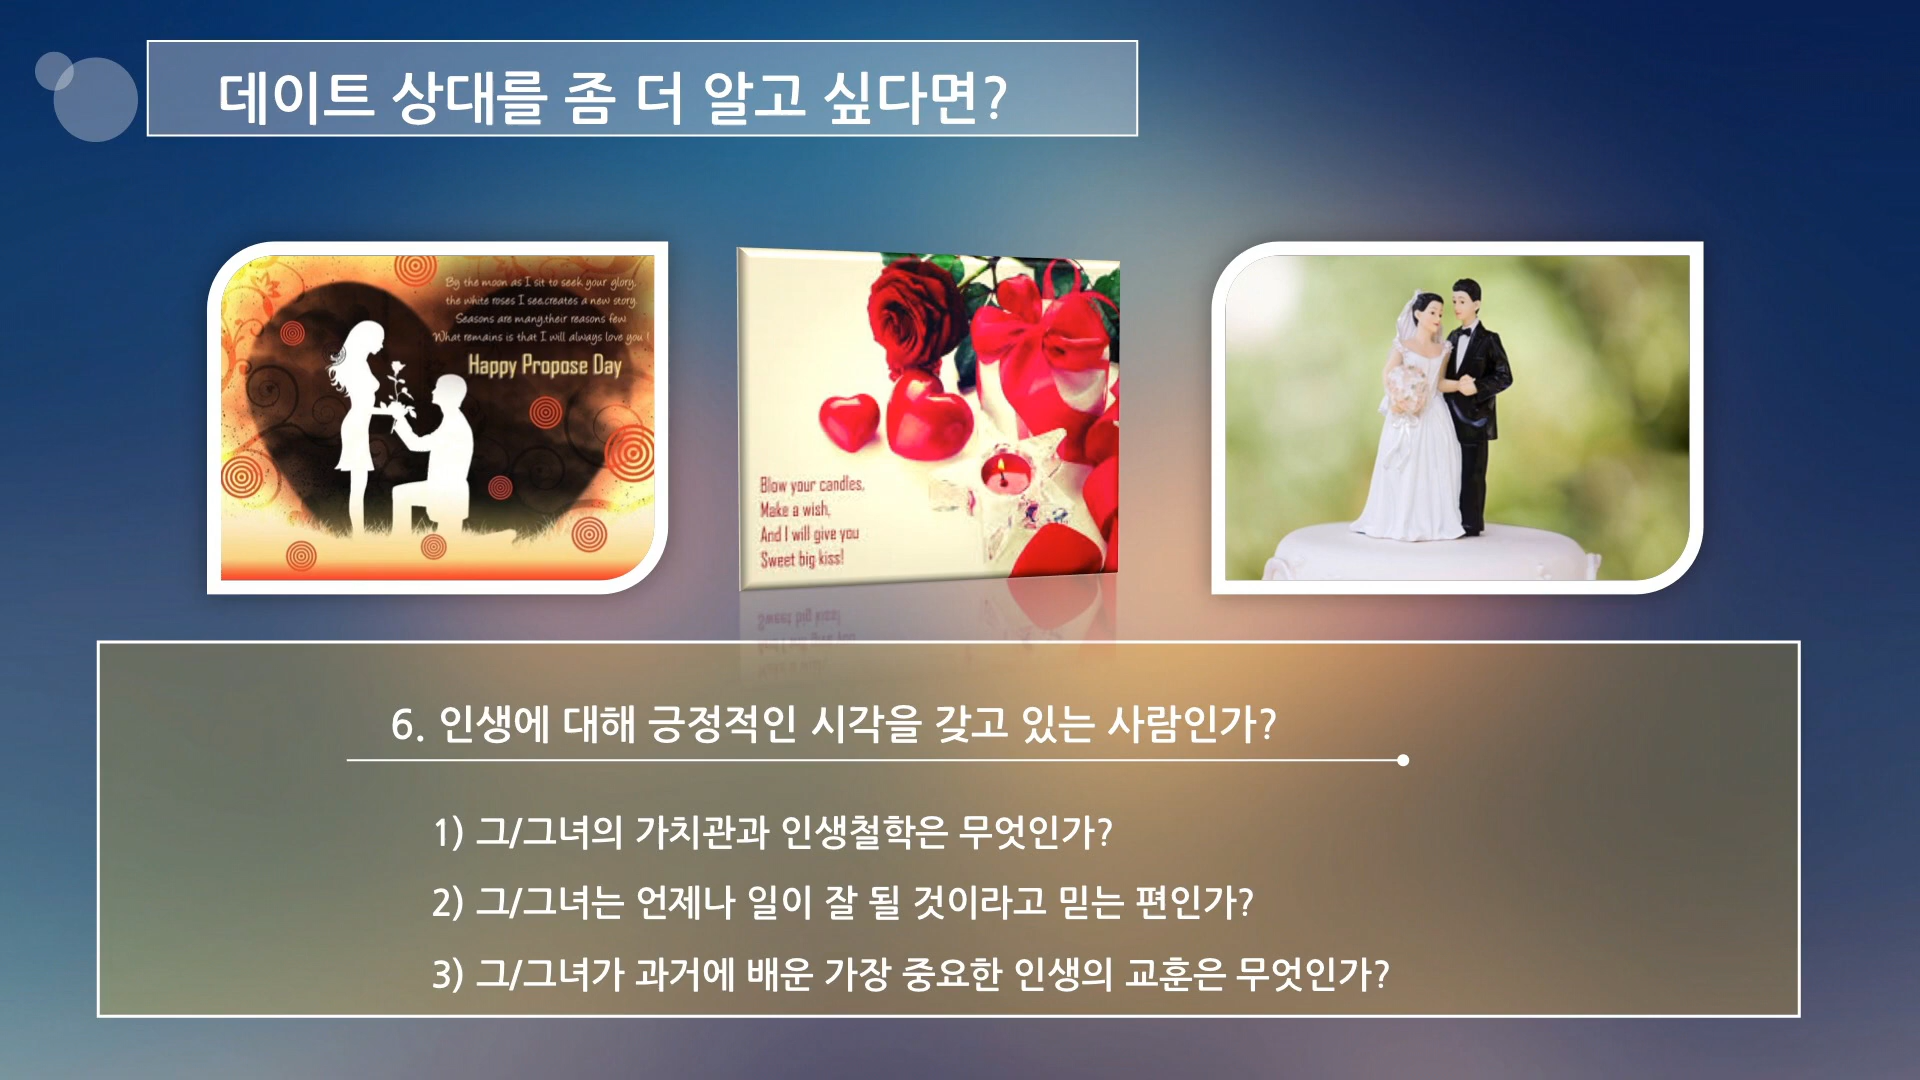 데이트 상대를 좀 더 알고 싶다면?
By the moon as I sit to seek your glory.
the white roses I see.creates a new story.
Seasons are many.their reasons few
What remains is that I will always love you !
Happy Propose Day
Blow your candles,
Make a wish,
And I will give you
Sweet big kiss!
6. 인생에 대해 긍정적인 시각을 갖고 있는 사람인가?
1) 그/그녀의 가치관과 인생철학은 무엇인가?
2) 그/그녀는 언제나 일이 잘 될 것이라고 믿는 편인가?
3) 그/그녀가 과거에 배운 가장 중요한 인생의 교훈은 무엇인가?